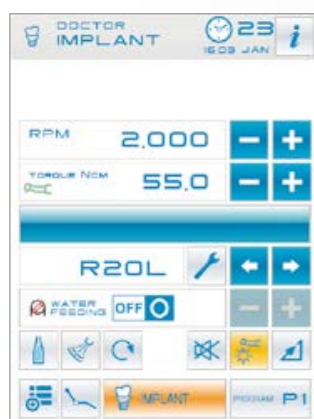 DOCTOR
IMPLANT
23
16:03 JAN
i
RPM 2.000
TORQUE NCM 55.0
R20L
WATER FEEDING OFF
IMPLANT
PROGRAM P1